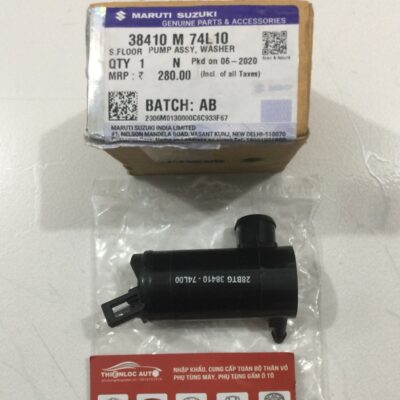 MARUTI SUZUKI
GENUINE PARTS & ACCESSORIES
38410 M 74L10
S.FLOOR PUMP ASSY, WASHER
QTY 1 N Pkd on 06-2020
MRP : ₹ 280.00 (Incl. of all Taxes)
BATCH: AB
2306M0130000C6C933F67
MARUTI SUZUKI INDIA LIMITED
NELSON MANDELA ROAD, VASANT KUNJ, NEW DELHI-110070
28BTG 38410-74L00
THIENLOC AUTO
NHẬP KHẨU, CUNG CẤP TOÀN BỘ THÂN VỎ
PHỤ TÙNG MÁY, PHỤ TÙNG GẦM Ô TÔ